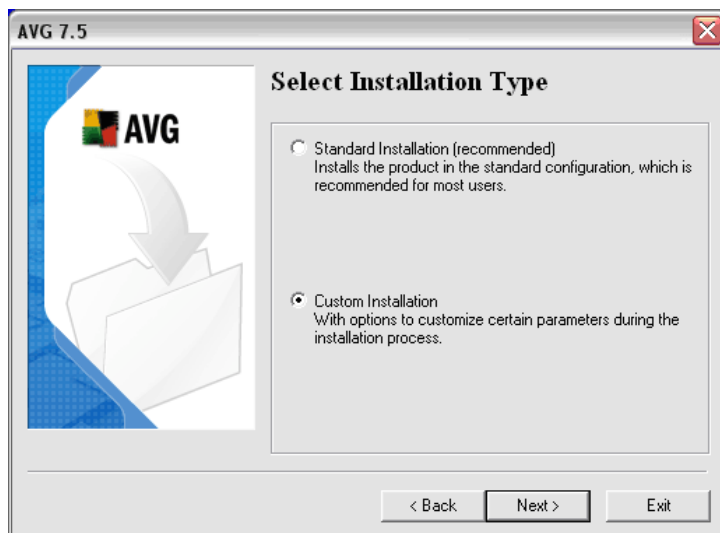 AVG 7.5
AVG
Select Installation Type
Standard Installation (recommended)
Installs the product in the standard configuration, which is
recommended for most users.
Custom Installation
With options to customize certain parameters during the
installation process.
< Back
Next >
Exit